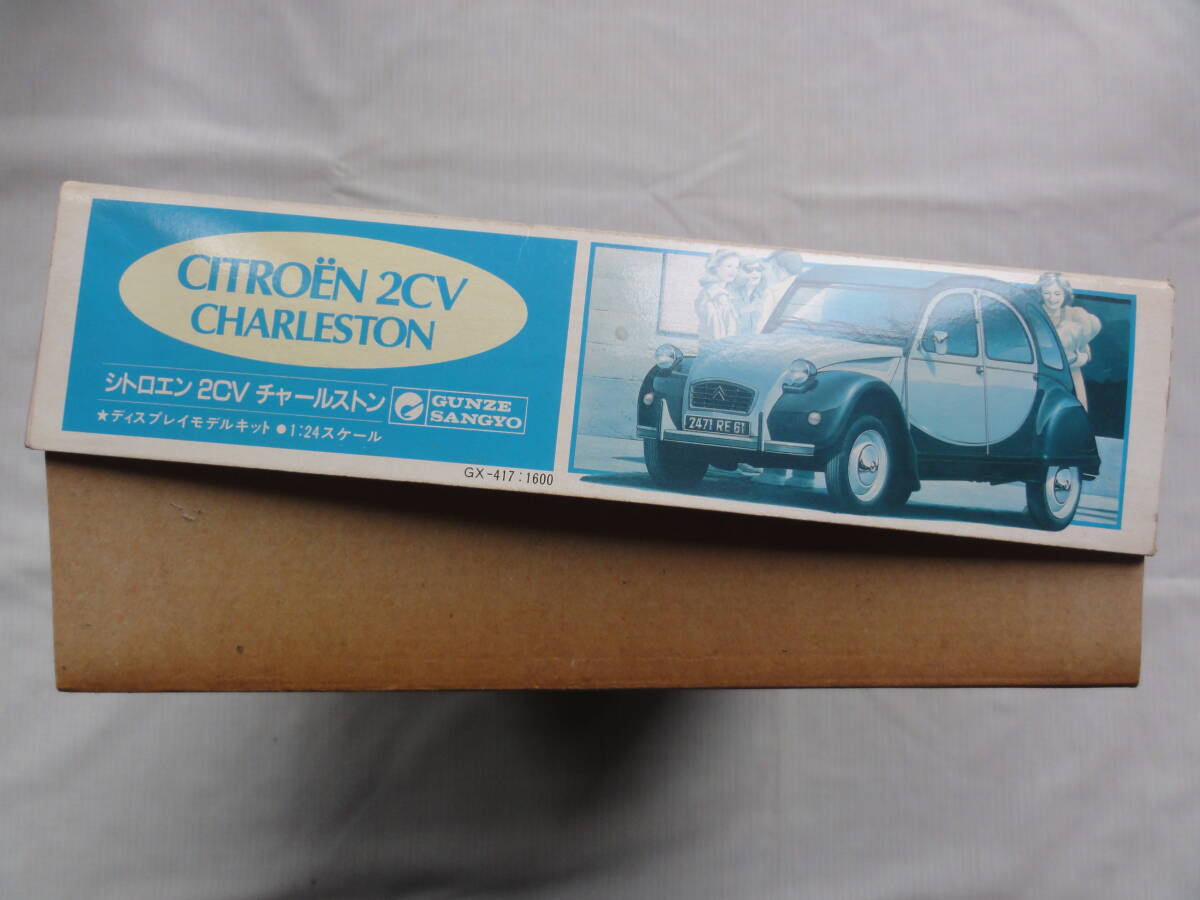 CITROËN 2CV
CHARLESTON
シトロエン 2CV チャールストン
★ディスプレイモデルキット ●1:24スケール
GUNZE
SANGYO
GX-417:1600
2471 RE 61